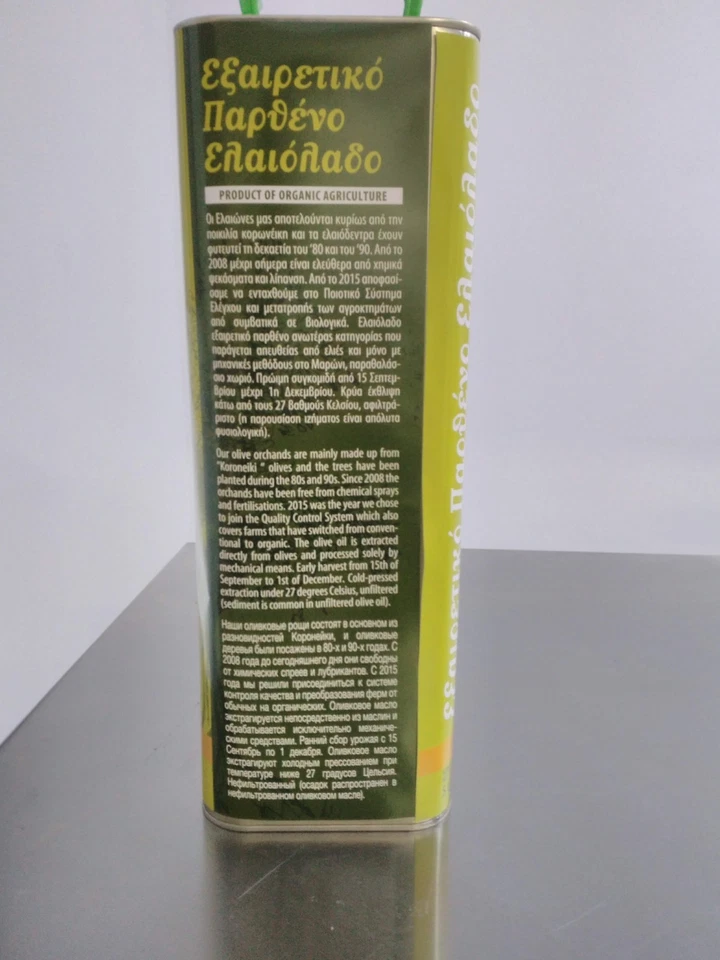 Εξαιρετικό
Παρθένο
Ελαιόλαδο
PRODUCT OF ORGANIC AGRICULTURE
Οι Ελαιώνες μας αποτελούνται κυρίως από την
ποικιλία κορωνέικη και τα ελαιόδεντρα έχουν
φυτευτεί τη δεκαετία του '80 και του '90. Από το
2008 μέχρι σήμερα είναι ελεύθερα από χημικά
ψεκάσματα και λίπανση. Από το 2015 αποφασί-
σαμε να ενταχθούμε στο Ποιοτικό Σύστημα
Ελέγχου και μετατροπής των αγροκτημάτων
από συμβατικά σε βιολογικά. Ελαιόλαδο
εξαιρετικό παρθένο ανωτέρας κατηγορίας που
παράγεται απευθείας από ελιές και μόνο με
μηχανικές μεθόδους στο Μαρώνι, παραθαλάσ-
σιο χωριό. Πρώιμη συγκομιδή από 15 Σεπτεμ-
βρίου μέχρι 1η Δεκεμβρίου. Κρύα έκθλιψη
κάτω από τους 27 βαθμούς Κελσίου, αφιλτρά-
ριστο (η παρουσίαση ιζήματος είναι απόλυτα
φυσιολογική).
Our olive orchands are mainly made up from
"Koroneiki " olives and the trees have been
planted during the 80s and 90s. Since 2008 the
orchands have been free from chemical sprays
and fertilisations. 2015 was the year we chose
to join the Quality Control System which also
covers farms that have switched from conven-
tional to organic. The olive oil is extracted
directly from olives and processed solely by
mechanical means. Early harvest from 15th of
September to 1st of December. Cold-pressed
extraction under 27 degrees Celsius, unfiltered
(sediment is common in unfiltered olive oil).
Наши оливковые рощи состоят в основном из
разновидностей Коронейки, и оливковые
деревья были посажены в 80-х и 90-х годах. С
2008 года до сегодняшнего дня они свободны
от химических спреев и лубрикантов. С 2015
года мы решили присоединиться к системе
контроля качества и преобразования ферм от
обычных на органических. Оливковое масло
экстрагируется непосредственно из маслин и
обрабатывается исключительно механиче-
скими средствами. Ранний сбор урожая с 15
Сентябрь по 1 декабря. Оливковое масло
экстрагируют холодным прессованием при
температуре ниже 27 градусов Цельсия.
Нефильтрованный (осадок распространен в
нефильтрованном оливковом масле).
Εξαιρετικό Παρθένο Ελαιόλαδο